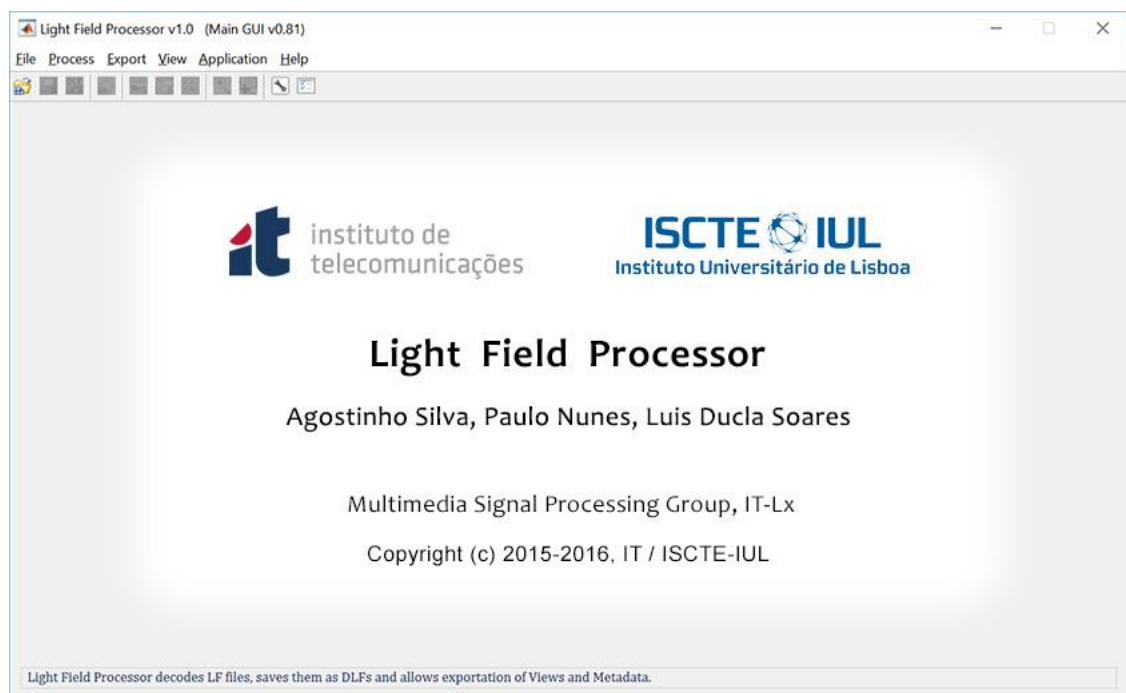 Light Field Processor v1.0 (Main GUI v0.81)
File Process Export View Application Help
it instituto de
telecomunicações
ISCTE IUL
Instituto Universitário de Lisboa
Light Field Processor
Agostinho Silva, Paulo Nunes, Luis Ducla Soares
Multimedia Signal Processing Group, IT-Lx
Copyright (c) 2015-2016, IT / ISCTE-IUL
Light Field Processor decodes LF files, saves them as DLFs and allows exportation of Views and Metadata.